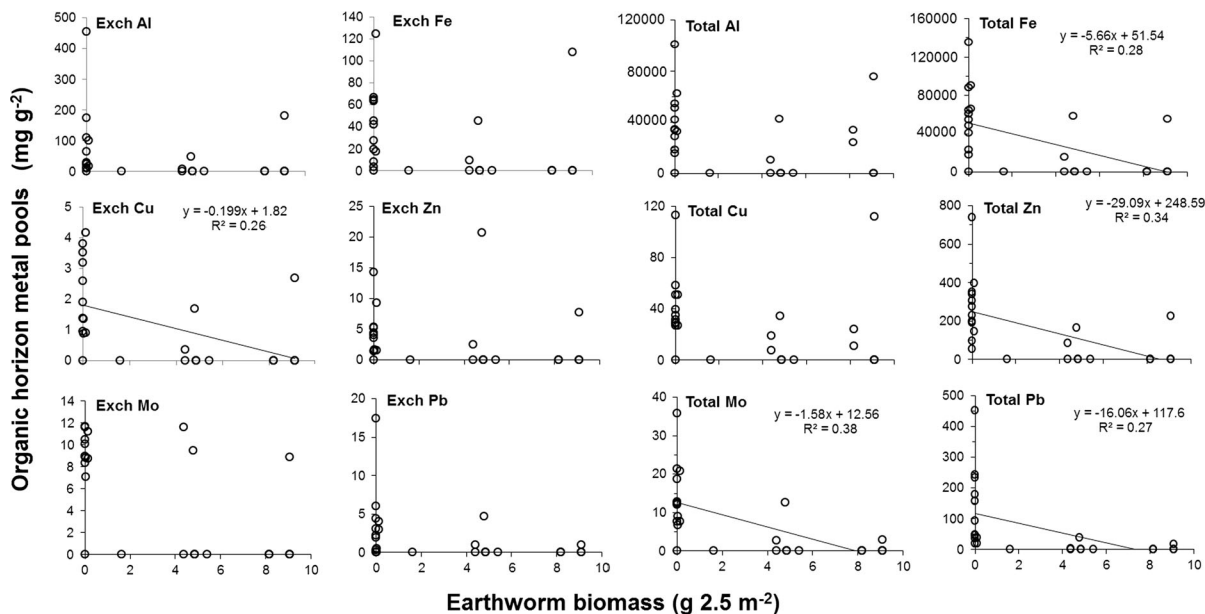 Organic horizon metal pools (mg g⁻²)
Exch Al
500
400
300
200
100
0
Exch Fe
140
120
100
80
60
40
20
0
Total Al
120000
80000
40000
0
Total Fe
y = -5.66x + 51.54
R² = 0.28
160000
120000
80000
40000
0
Exch Cu
y = -0.199x + 1.82
R² = 0.26
5
4
3
2
1
0
Exch Zn
25
20
15
10
5
0
Total Cu
120
80
40
0
Total Zn
y = -29.09x + 248.59
R² = 0.34
800
600
400
200
0
Exch Mo
14
12
10
8
6
4
2
0
0 2 4 6 8 10
Exch Pb
20
15
10
5
0
0 2 4 6 8 10
Total Mo
y = -1.58x + 12.56
R² = 0.38
40
30
20
10
0
0 2 4 6 8 10
Total Pb
y = -16.06x + 117.6
R² = 0.27
500
400
300
200
100
0
0 2 4 6 8 10
Earthworm biomass (g 2.5 m⁻²)